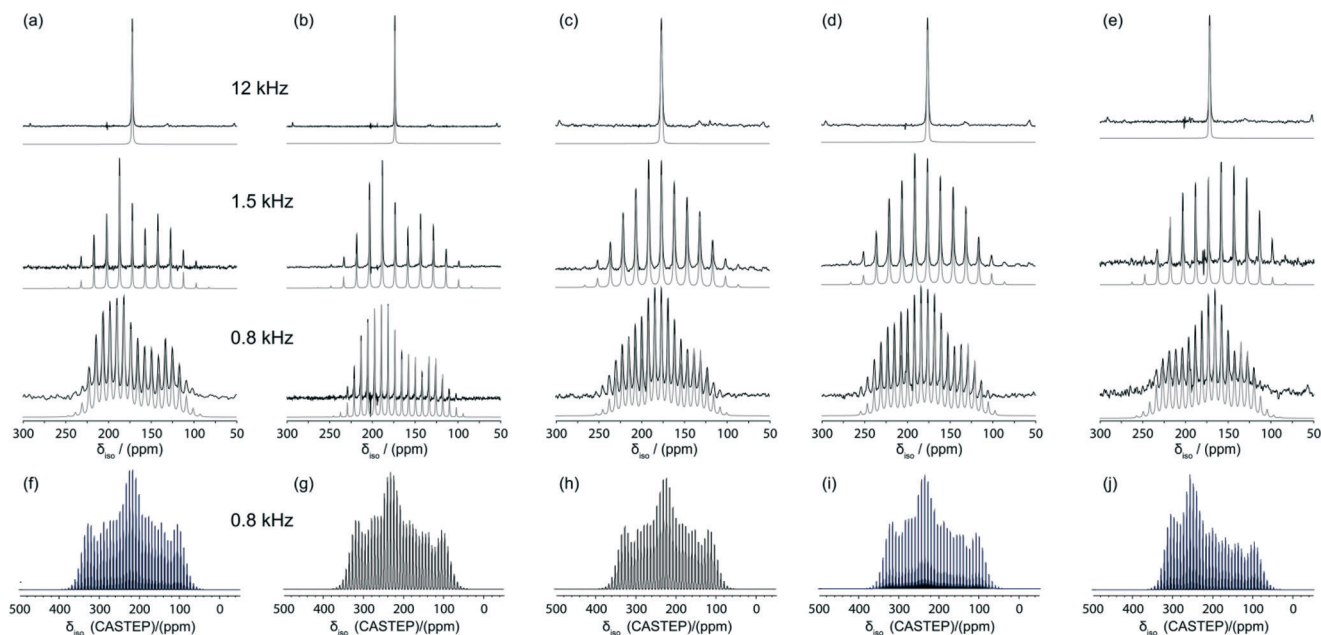 (a) (b) (c) (d) (e)
12 kHz
1.5 kHz
0.8 kHz
300 250 200 150 100 50 300 250 200 150 100 50 300 250 200 150 100 50 300 250 200 150 100 50 300 250 200 150 100 50
δiso / (ppm) δiso / (ppm) δiso / (ppm) δiso / (ppm) δiso / (ppm)
(f) (g) (h) (i) (j)
0.8 kHz
500 400 300 200 100 0 500 400 300 200 100 0 500 400 300 200 100 0 500 400 300 200 100 0 500 400 300 200 100 0
δiso (CASTEP)/(ppm) δiso (CASTEP)/(ppm) δiso (CASTEP)/(ppm) δiso (CASTEP)/(ppm) δiso (CASTEP)/(ppm)